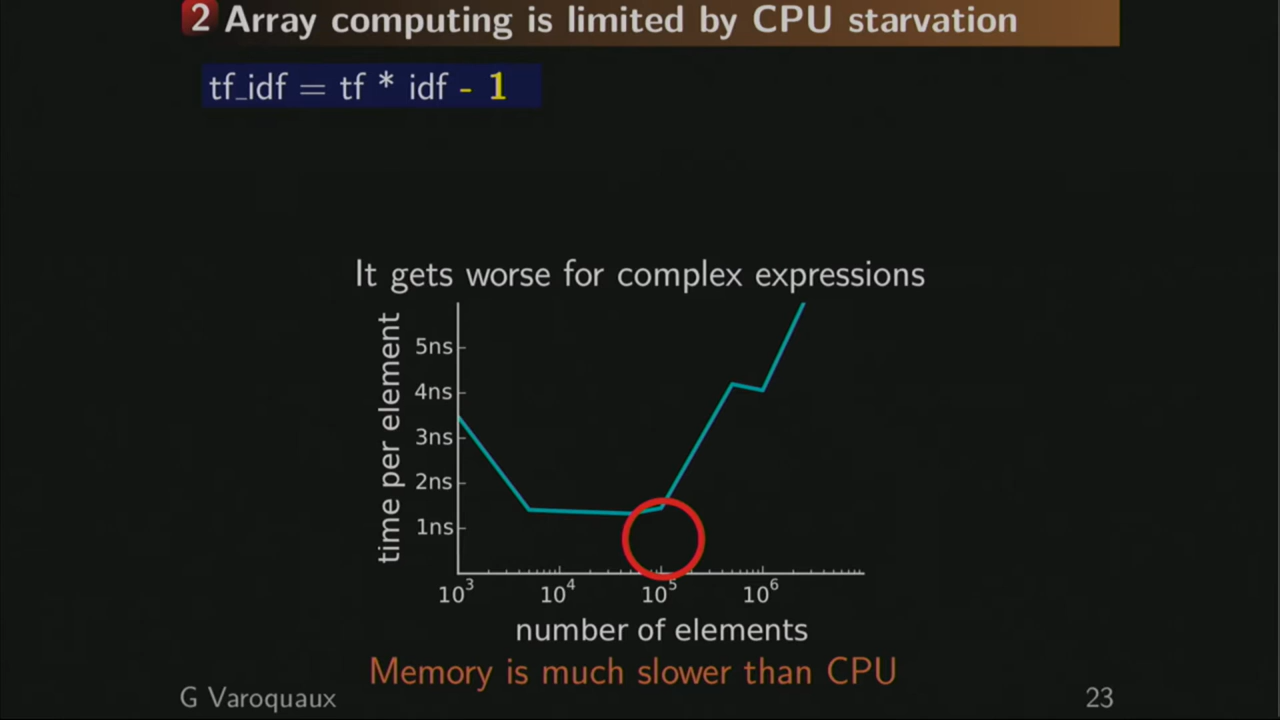 2 Array computing is limited by CPU starvation
tf_idf = tf * idf - 1
It gets worse for complex expressions
time per element
5ns
4ns
3ns
2ns
1ns
10³ 10⁴ 10⁵ 10⁶
number of elements
Memory is much slower than CPU
G Varoquaux 23